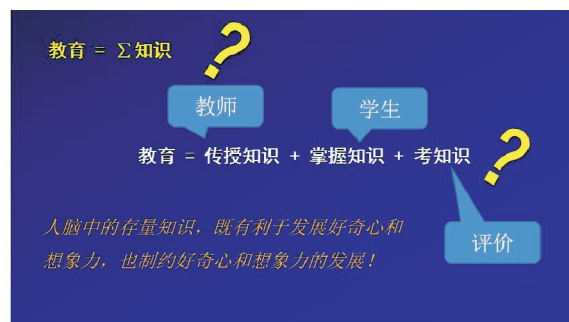 教育 = Σ知识
?
教师
学生
教育 = 传授知识 + 掌握知识 + 考知识
?
评价
人脑中的存量知识，既有利于发展好奇心和
想象力，也制约好奇心和想象力的发展！